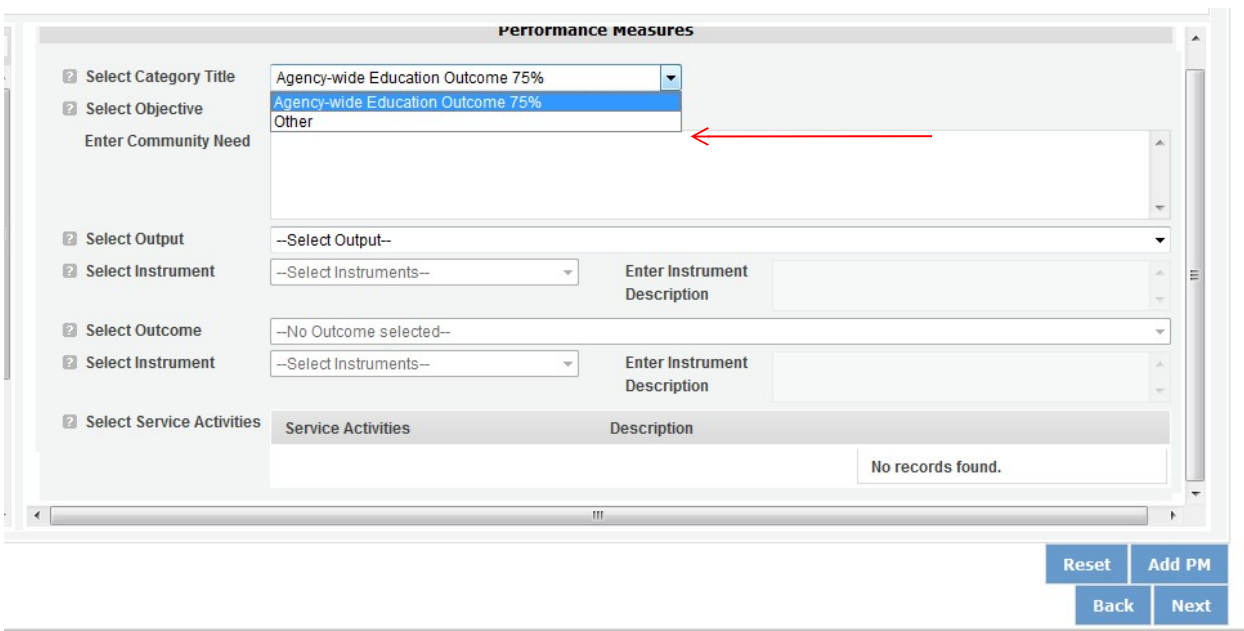 Performance Measures
Select Category Title Agency-wide Education Outcome 75%
Agency-wide Education Outcome 75%
Select Objective
Other
Enter Community Need
Select Output --Select Output--
Select Instrument --Select Instruments-- Enter Instrument
Description
Select Outcome --No Outcome selected--
Select Instrument --Select Instruments-- Enter Instrument
Description
Select Service Activities Service Activities Description
No records found.
Reset Add PM
Back Next